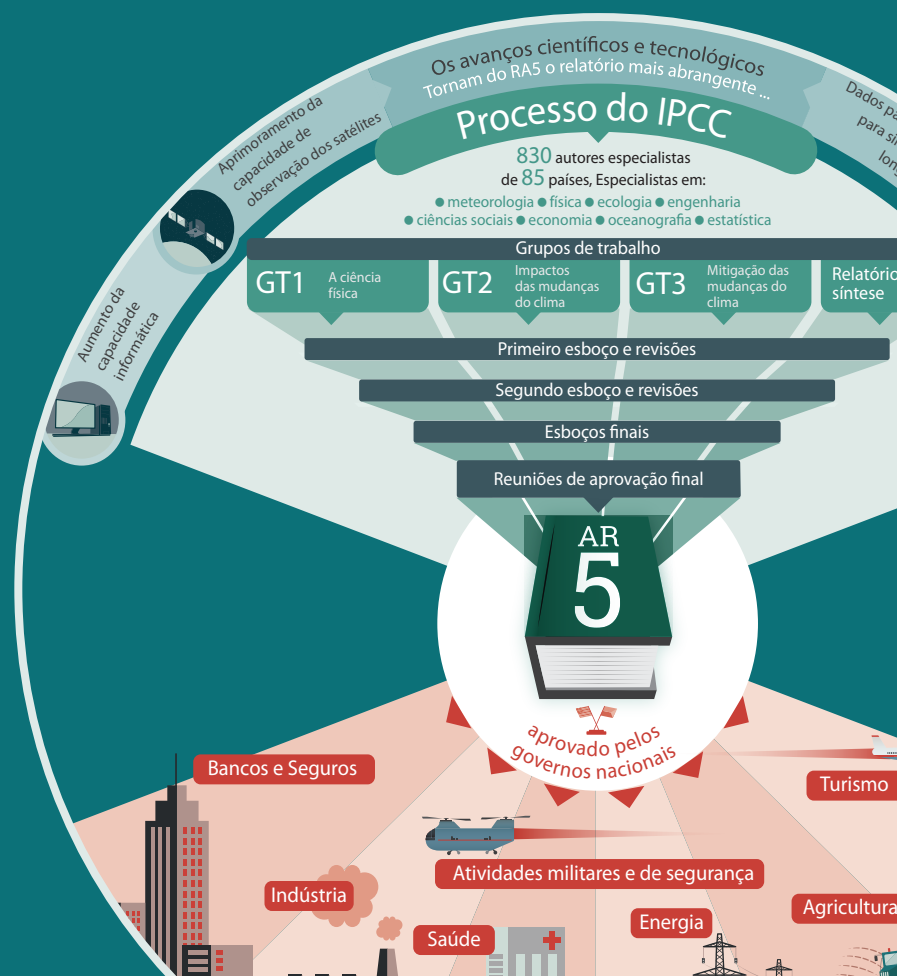 Os avanços científicos e tecnológicos
Tornam do RA5 o relatório mais abrangente ...
Processo do IPCC
Aprimoramento da
capacidade de
observação dos satélites
Aumento da
capacidade
informática
Dados
para
830 autores especialistas
de 85 países, Especialistas em:
● meteorologia ● física ● ecologia ● engenharia
● ciências sociais ● economia ● oceanografia ● estatística
Grupos de trabalho
GT1
A ciência
física
GT2
Impactos
das mudanças
do clima
GT3
Mitigação das
mudanças do
clima
Relatório
síntese
Primeiro esboço e revisões
Segundo esboço e revisões
Esboços finais
Reuniões de aprovação final
AR
5
aprovado pelos
governos nacionais
Bancos e Seguros
Turismo
Atividades militares e de segurança
Indústria
Agricultura
Energia
Saúde